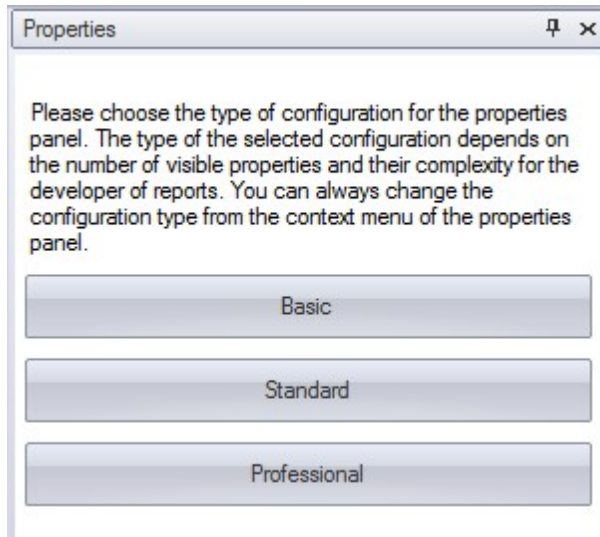 Properties
Please choose the type of configuration for the properties
panel. The type of the selected configuration depends on
the number of visible properties and their complexity for the
developer of reports. You can always change the
configuration type from the context menu of the properties
panel.
Basic
Standard
Professional